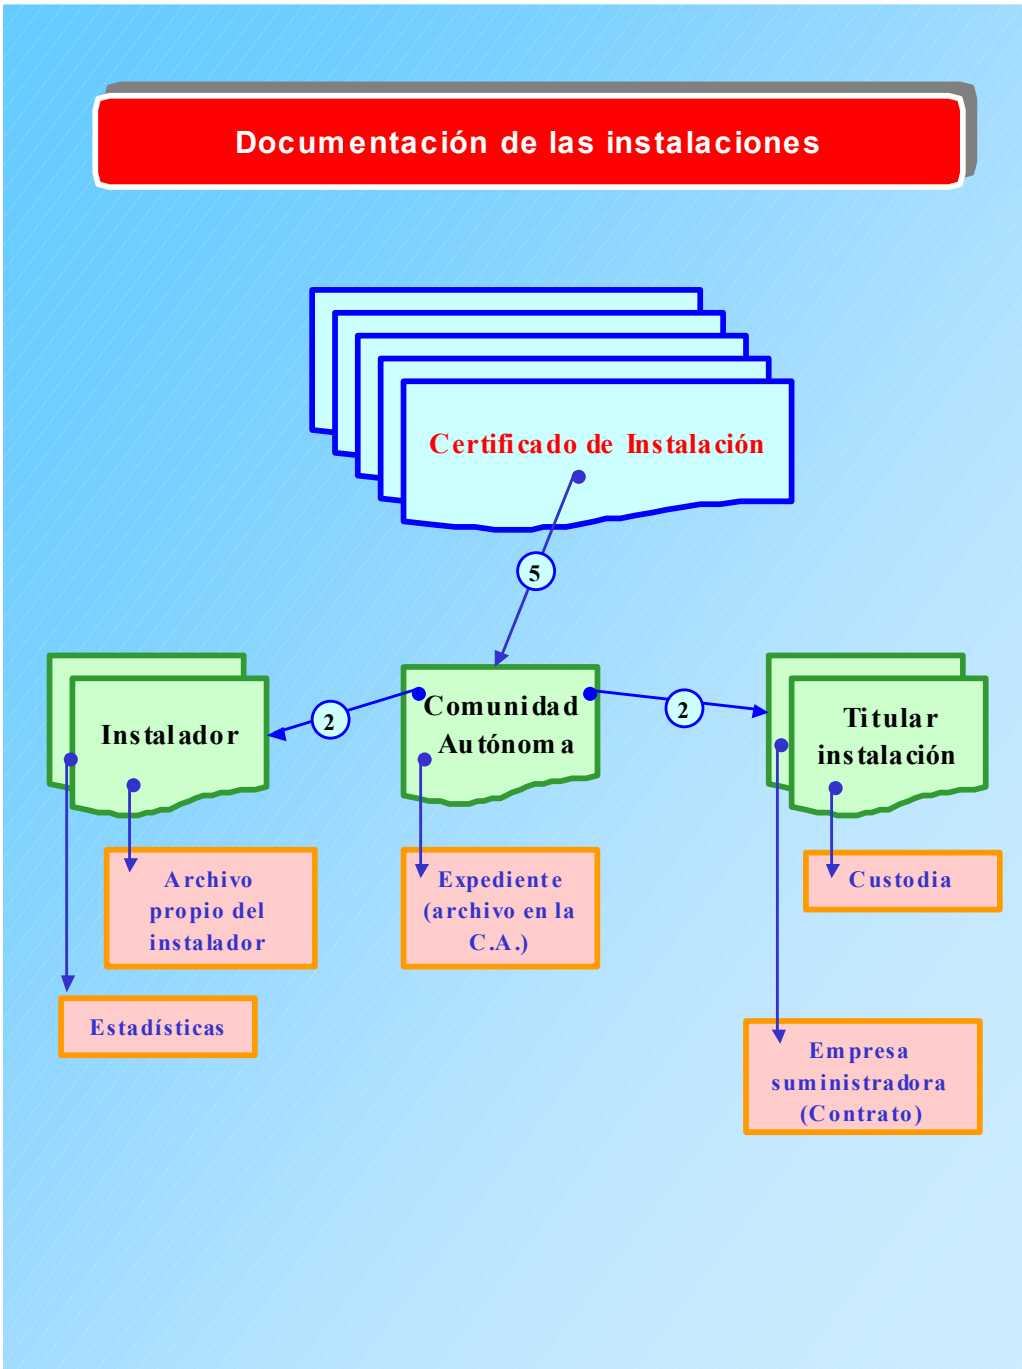 Documentación de las instalaciones
Certificado de Instalación
5
Instalador
2
Comunidad
Autónoma
2
Titular
instalación
Archivo
propio del
instalador
Expediente
(archivo en la
C.A.)
Custodia
Estadísticas
Empresa
suministradora
(Contrato)